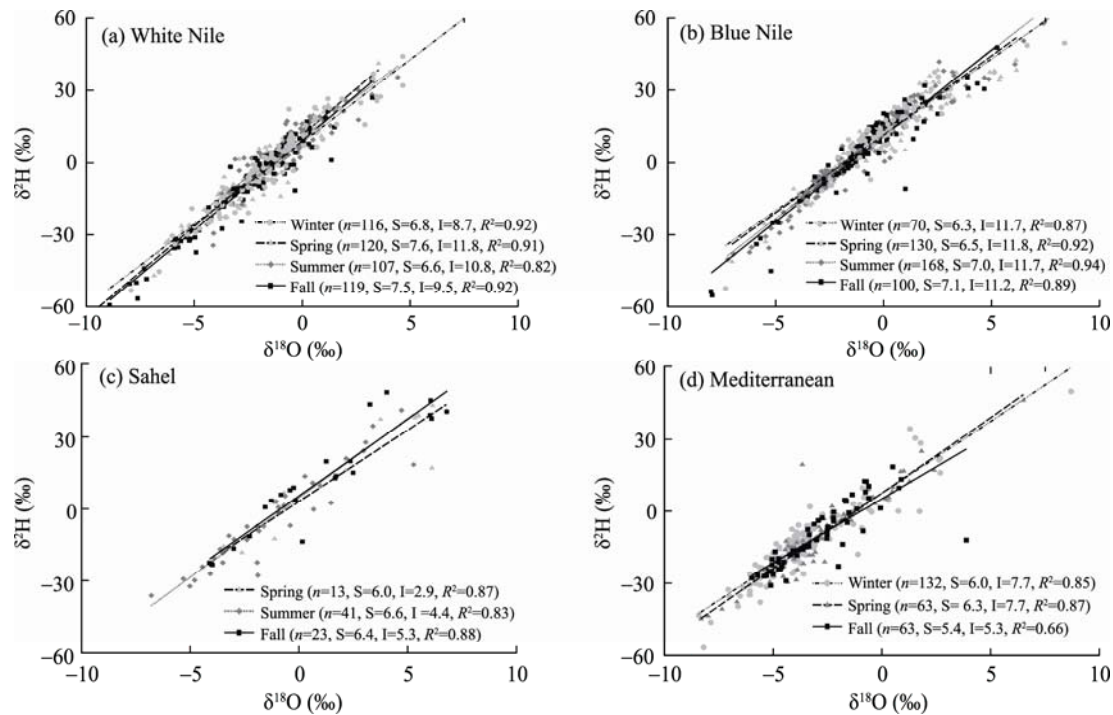 (a) White Nile
60
30
0
−30
−60
δ²H (‰)
Winter (n=116, S=6.8, I=8.7, R²=0.92)
Spring (n=120, S=7.6, I=11.8, R²=0.91)
Summer (n=107, S=6.6, I=10.8, R²=0.82)
Fall (n=119, S=7.5, I=9.5, R²=0.92)
−10 −5 0 5 10
δ¹⁸O (‰)
(b) Blue Nile
60
30
0
−30
−60
δ²H (‰)
Winter (n=70, S=6.3, I=11.7, R²=0.87)
Spring (n=130, S=6.5, I=11.8, R²=0.92)
Summer (n=168, S=7.0, I=11.7, R²=0.94)
Fall (n=100, S=7.1, I=11.2, R²=0.89)
−10 −5 0 5 10
δ¹⁸O (‰)
(c) Sahel
60
30
0
−30
−60
δ²H (‰)
Spring (n=13, S=6.0, I=2.9, R²=0.87)
Summer (n=41, S=6.6, I =4.4, R²=0.83)
Fall (n=23, S=6.4, I=5.3, R²=0.88)
−10 −5 0 5 10
δ¹⁸O (‰)
(d) Mediterranean
60
30
0
−30
−60
δ²H (‰)
Winter (n=132, S=6.0, I=7.7, R²=0.85)
Spring (n=63, S= 6.3, I=7.7, R²=0.87)
Fall (n=63, S=5.4, I=5.3, R²=0.66)
−10 −5 0 5 10
δ¹⁸O (‰)